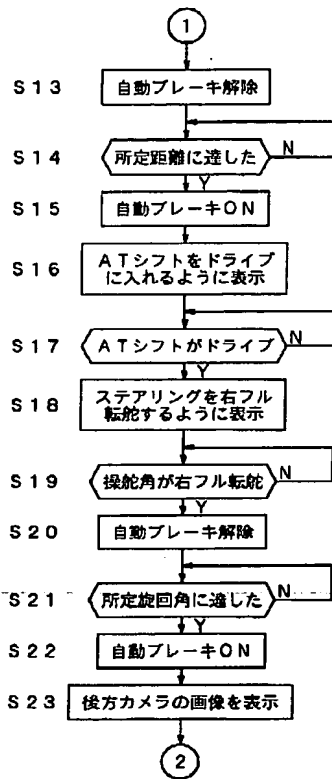 1
S13 自動ブレーキ解除
S14 所定距離に達した N
Y
S15 自動ブレーキON
S16 ATシフトをドライブ
に入れるように表示
S17 ATシフトがドライブ N
Y
S18 ステアリングを右フル
転舵するように表示
S19 操舵角が右フル転舵 N
Y
S20 自動ブレーキ解除
S21 所定旋回角に達した N
Y
S22 自動ブレーキON
S23 後方カメラの画像を表示
2